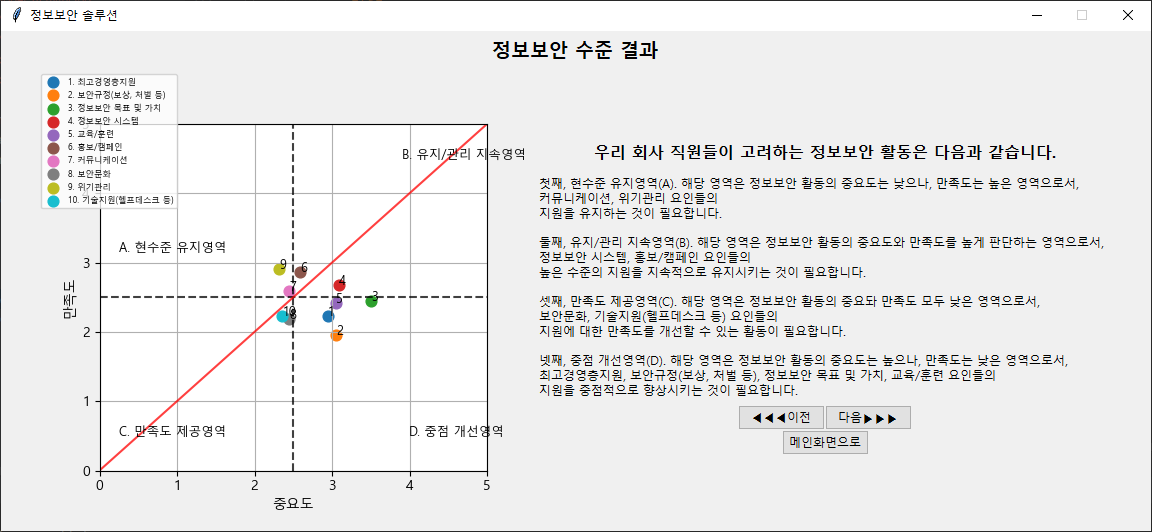 정보보안 솔루션
정보보안 수준 결과
1. 최고경영층지원
2. 보안규정(보상, 처벌 등)
3. 정보보안 목표 및 가치
4. 정보보안 시스템
5. 교육/훈련
6. 홍보/캠페인
7. 커뮤니케이션
8. 보안문화
9. 위기관리
10. 기술지원(헬프데스크 등)
B. 유지/관리 지속영역
A. 현수준 유지영역
C. 만족도 제공영역
D. 중점 개선영역
9
6
4
7
5
3
10
8
1
2
만족도
3
2
1
0
0
1
2
3
4
5
중요도
우리 회사 직원들이 고려하는 정보보안 활동은 다음과 같습니다.
첫째, 현수준 유지영역(A). 해당 영역은 정보보안 활동의 중요도는 낮으나, 만족도는 높은 영역으로서,
커뮤니케이션, 위기관리 요인들의
지원을 유지하는 것이 필요합니다.
둘째, 유지/관리 지속영역(B). 해당 영역은 정보보안 활동의 중요도와 만족도를 높게 판단하는 영역으로서,
정보보안 시스템, 홍보/캠페인 요인들의
높은 수준의 지원을 지속적으로 유지시키는 것이 필요합니다.
셋째, 만족도 제공영역(C). 해당 영역은 정보보안 활동의 중요돠 만족도 모두 낮은 영역으로서,
보안문화, 기술지원(헬프데스크 등) 요인들의
지원에 대한 만족도를 개선할 수 있는 활동이 필요합니다.
넷째, 중점 개선영역(D). 해당 영역은 정보보안 활동의 중요도는 높으나, 만족도는 낮은 영역으로서,
최고경영층지원, 보안규정(보상, 처벌 등), 정보보안 목표 및 가치, 교육/훈련 요인들의
지원을 중점적으로 향상시키는 것이 필요합니다.
◀◀◀이전
다음▶▶▶
메인화면으로